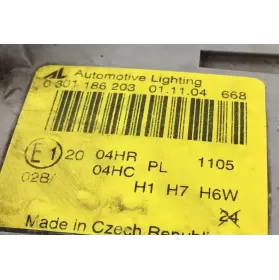 AL Automotive Lighting
0 301 186 203 01.11.04 668
E1 20 04HR PL 1105
02B/ 04HC
H1 H7 H6W
24
Made in Czech Republi